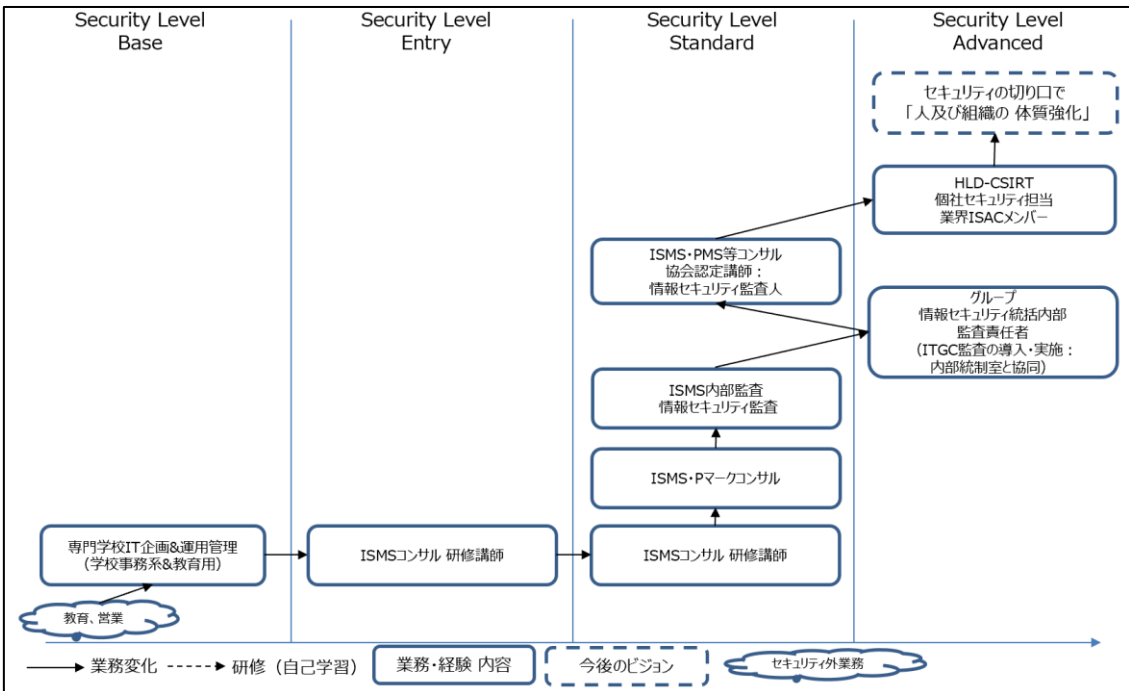 Security Level
Base
Security Level
Entry
Security Level
Standard
Security Level
Advanced
セキュリティの切り口で
「人及び組織の 体質強化」
HLD-CSIRT
個社セキュリティ担当
業界ISACメンバー
ISMS・PMS等コンサル
協会認定講師：
情報セキュリティ監査人
グループ
情報セキュリティ統括内部
監査責任者
（ITGC監査の導入・実施：
内部統制室と協同）
ISMS内部監査
情報セキュリティ監査
ISMS・Pマークコンサル
専門学校IT企画&運用管理
（学校事務系&教育用）
ISMSコンサル 研修講師
ISMSコンサル 研修講師
教育、営業
業務変化
研修（自己学習）
業務・経験 内容
今後のビジョン
セキュリティ外業務